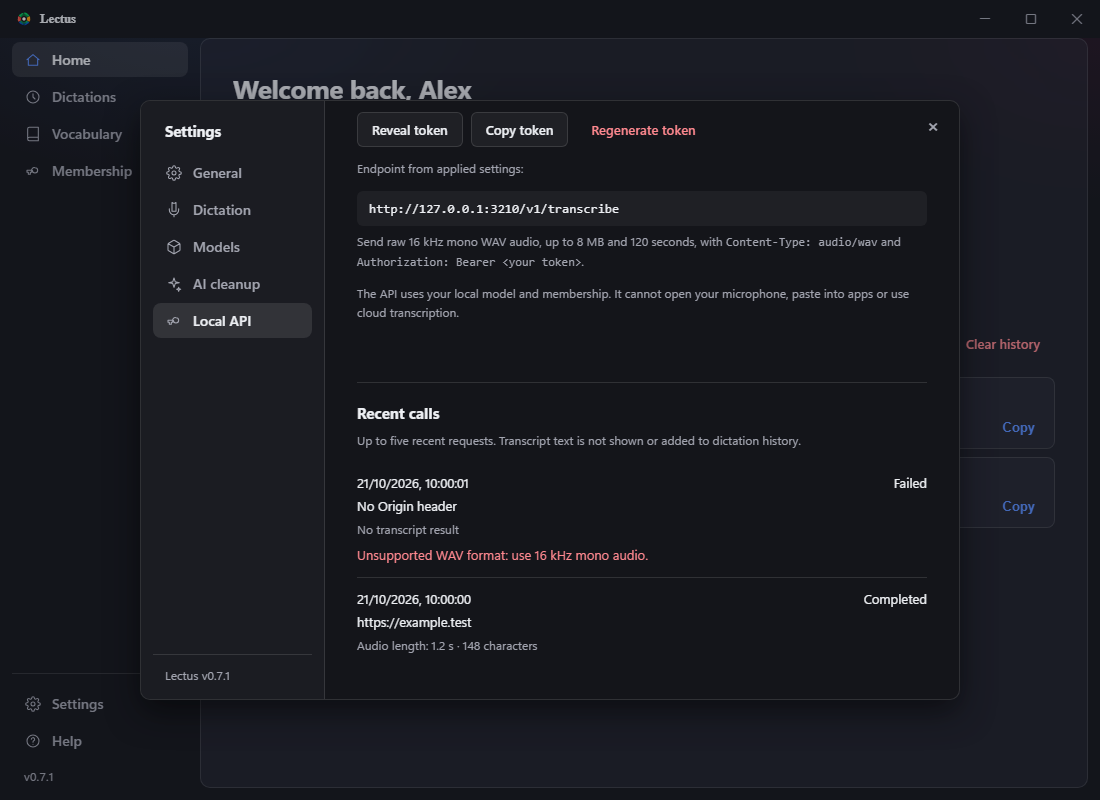 Lectus
Home
Dictations
Vocabulary
Membership
Welcome back, Alex
Settings
General
Dictation
Models
AI cleanup
Local API
Lectus v0.7.1
Reveal token
Copy token
Regenerate token
Endpoint from applied settings:
http://127.0.0.1:3210/v1/transcribe
Send raw 16 kHz mono WAV audio, up to 8 MB and 120 seconds, with Content-Type: audio/wav and
Authorization: Bearer <your token>.
The API uses your local model and membership. It cannot open your microphone, paste into apps or use
cloud transcription.
Recent calls
Up to five recent requests. Transcript text is not shown or added to dictation history.
21/10/2026, 10:00:01
Failed
No Origin header
No transcript result
Unsupported WAV format: use 16 kHz mono audio.
21/10/2026, 10:00:00
Completed
https://example.test
Audio length: 1.2 s · 148 characters
Clear history
Copy
Copy
Settings
Help
v0.7.1